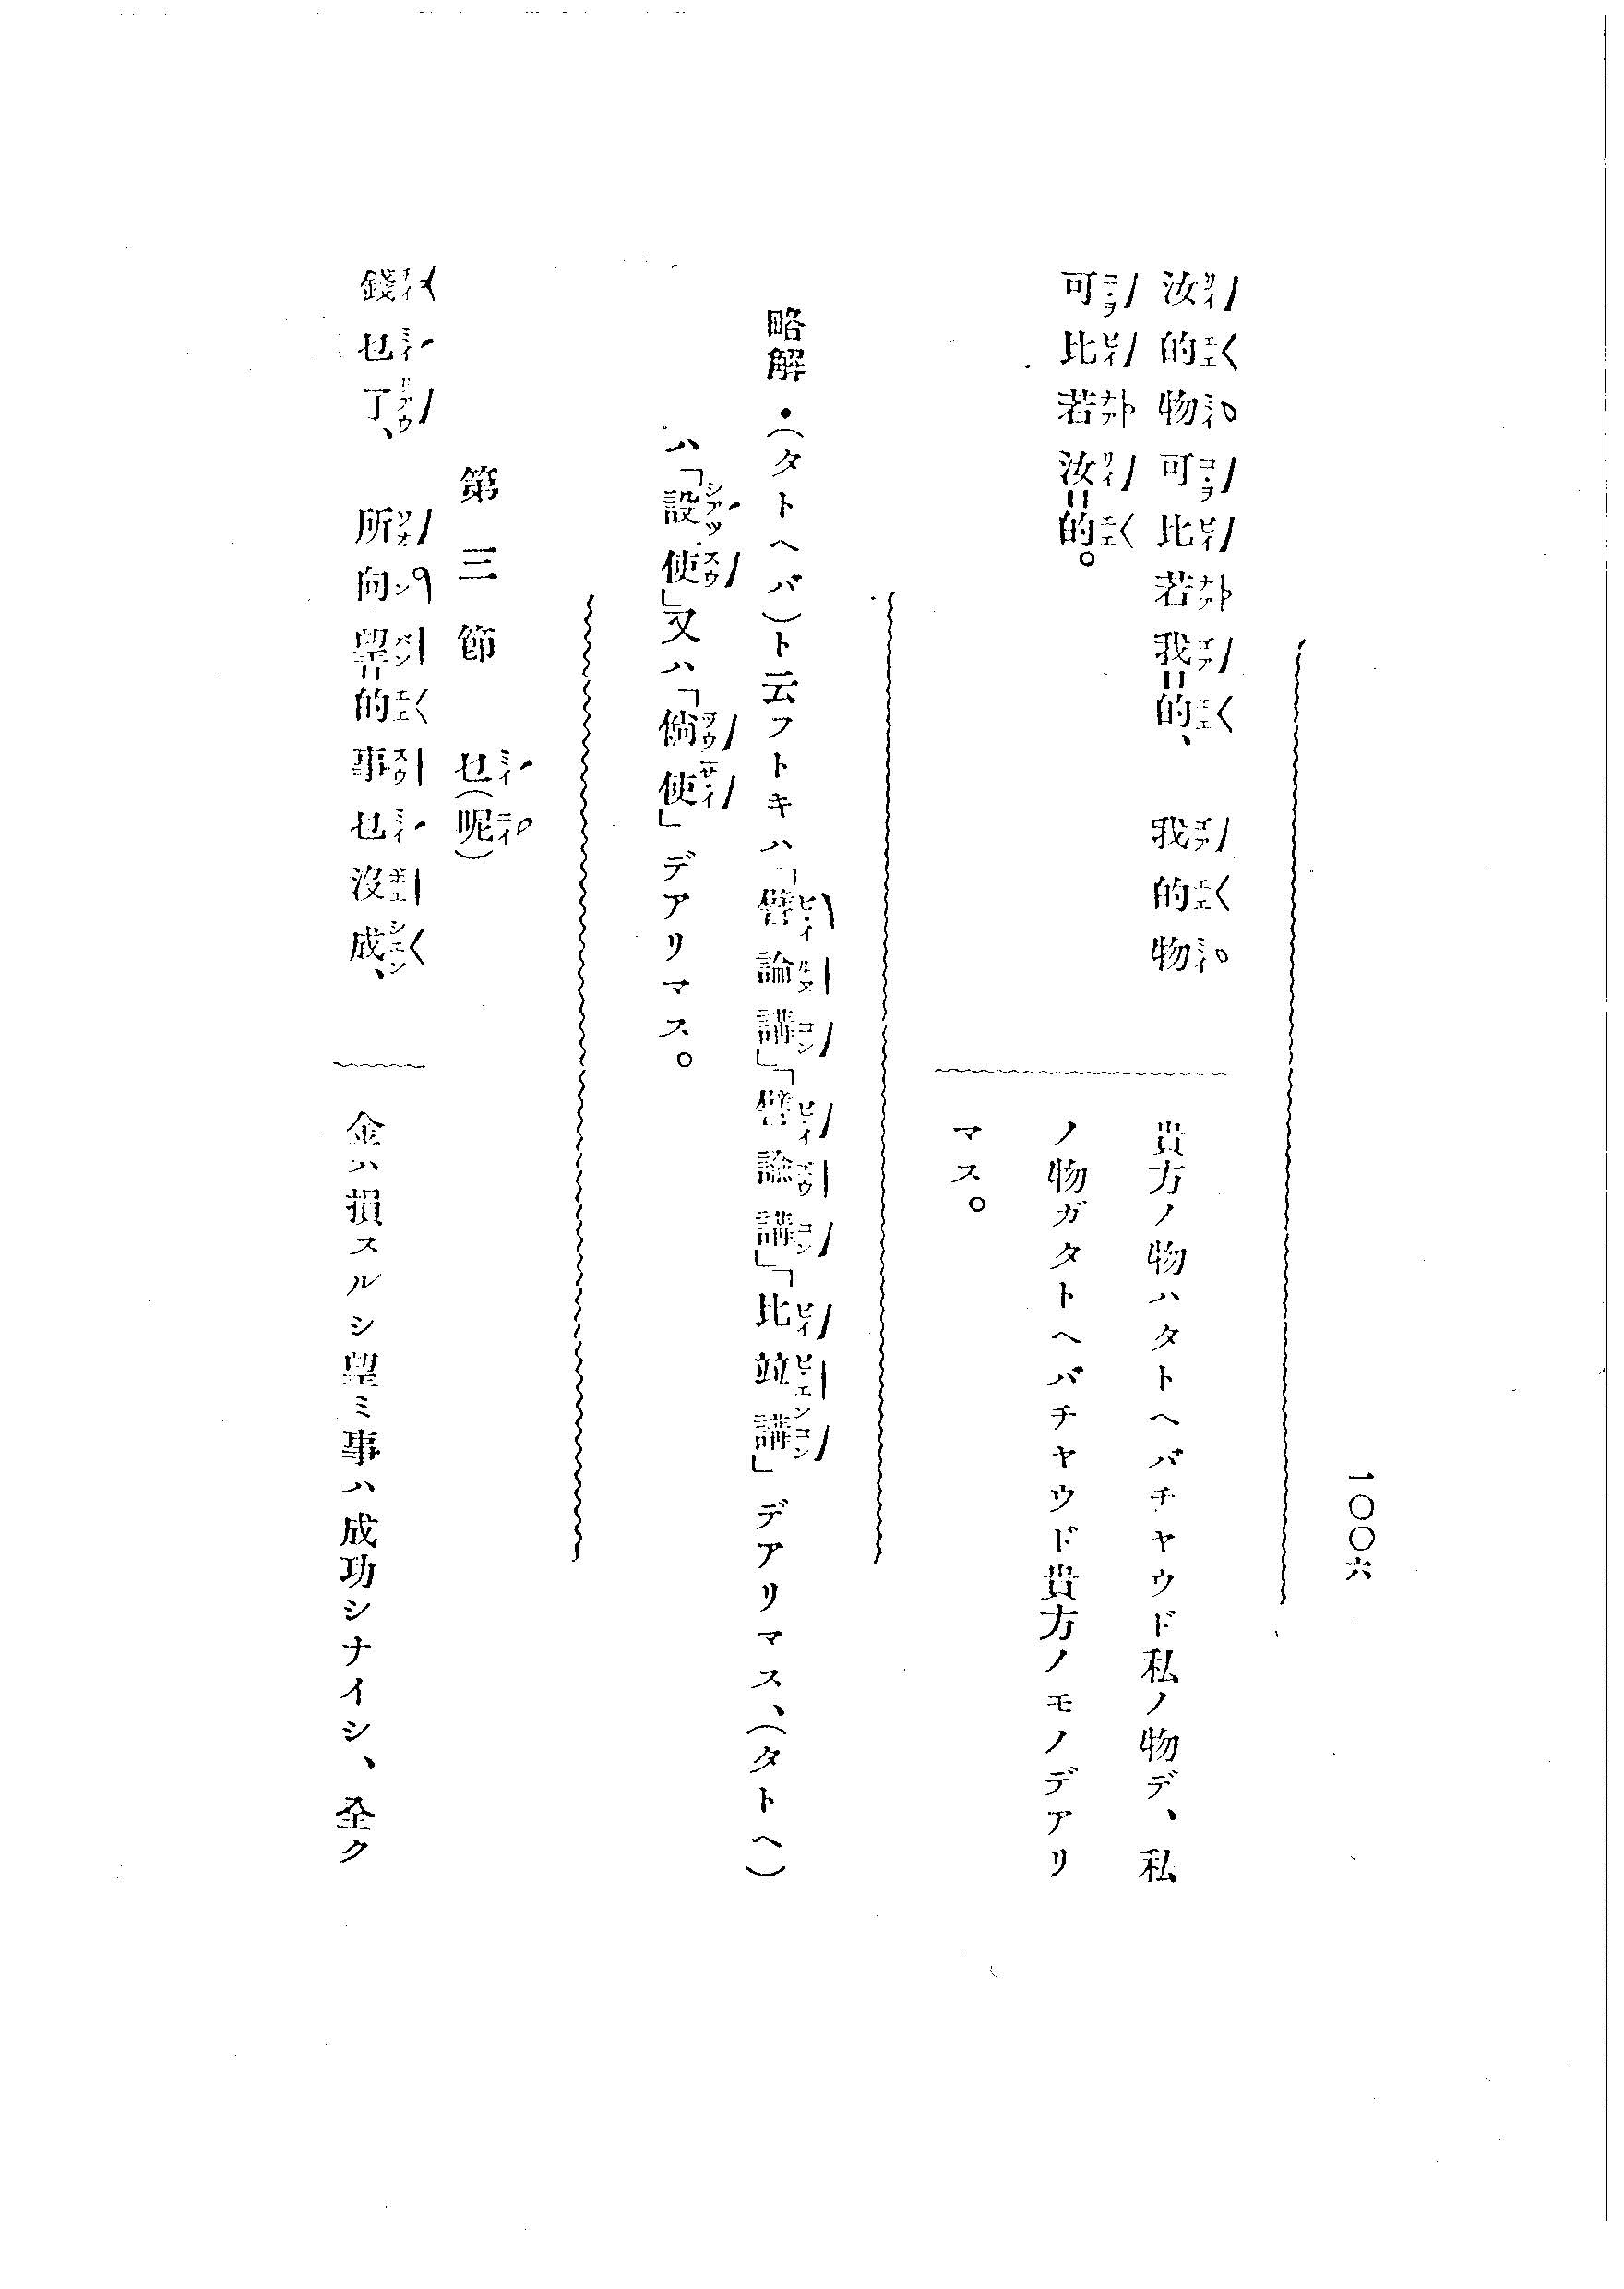 一〇〇六
汝的物可比若我=的、我的物
可比若汝=的。
貴方ノ物ハタトヘバチヤウド私ノ物デ、私
ノ物ガタトヘバチヤウド貴方ノモノデアリ
マス。
略解・(タトヘバ)ト云フトキハ「譬論講」「譬諭講」「比並講」デアリマス、(タトヘ)
ハ「設使」又ハ「倘使」デアリマス。
第三節 乜(呢)
錢乜了、所向望=的事乜沒成、
金ハ損スルシ望ミ事ハ成功シナイシ、全ク